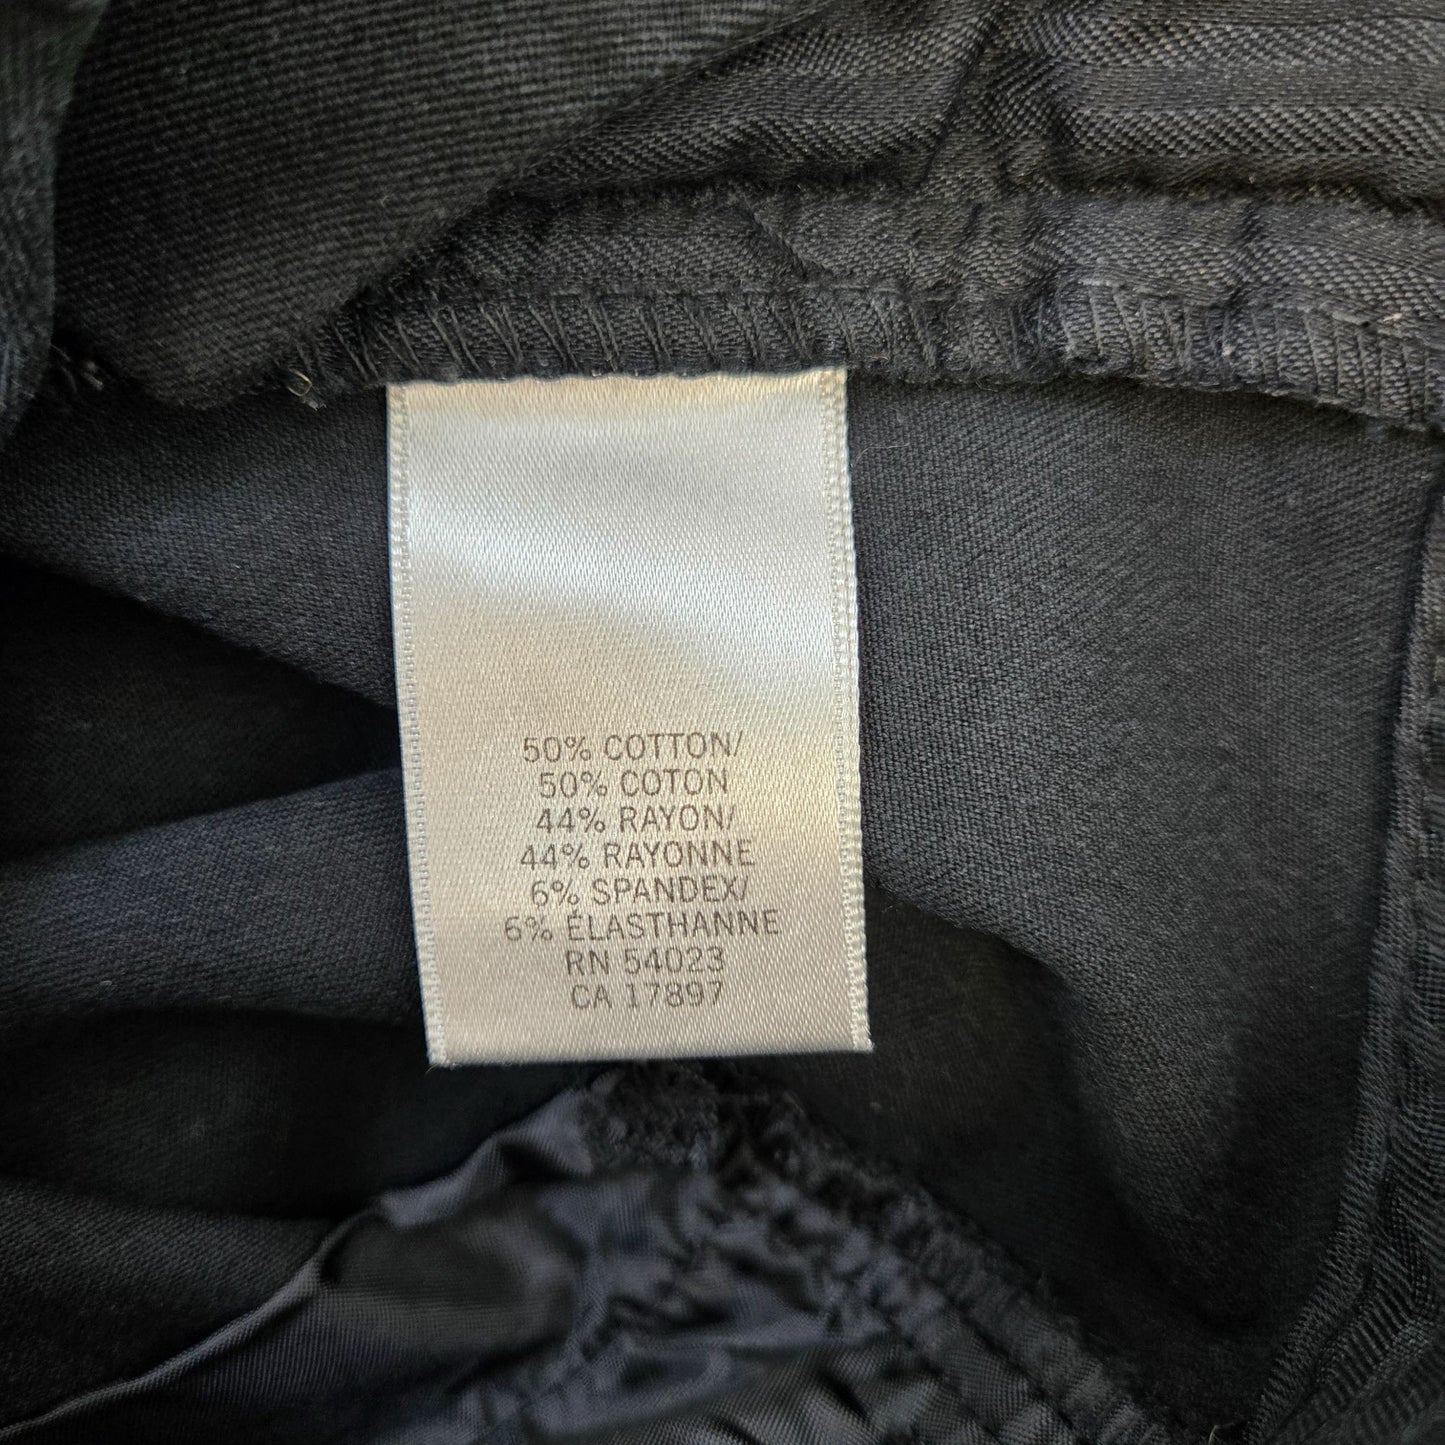 50% COTTON/
50% COTON
44% RAYON/
44% RAYONNE
6% SPANDEX/
6% ÉLASTHANNE
RN 54023
CA 17897